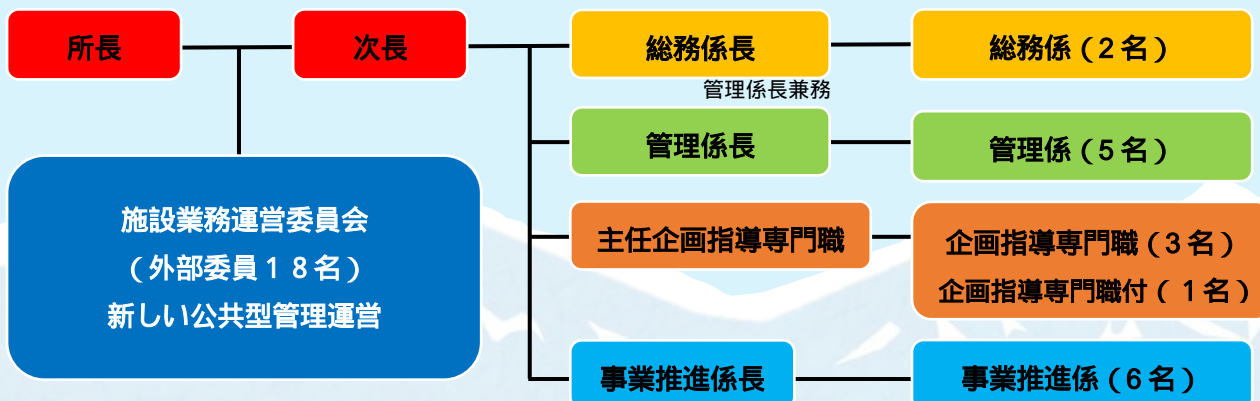 所長
次長
総務係長
総務係(2名)
管理係長兼務
管理係長
管理係(5名)
施設業務運営委員会
(外部委員18名)
新しい公共型管理運営
主任企画指導専門職
企画指導専門職(3名)
企画指導専門職付(1名)
事業推進係長
事業推進係(6名)